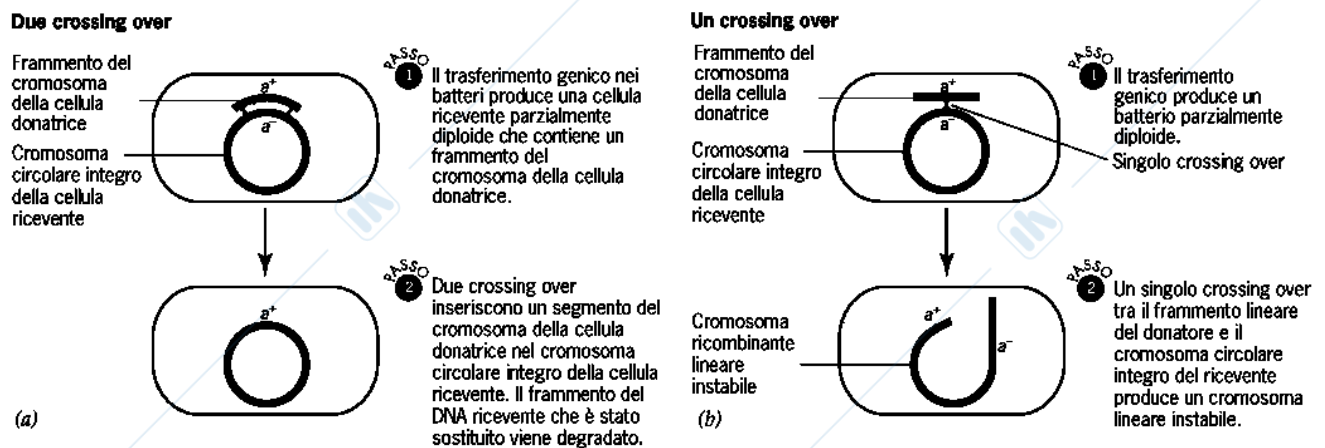 Due crossing over
Frammento del
cromosoma
della cellula
donatrice
Cromosoma
circolare integro
della cellula
ricevente
a+
a−
PASSO
1
Il trasferimento genico nei
batteri produce una cellula
ricevente parzialmente
diploide che contiene un
frammento del
cromosoma della cellula
donatrice.
a+
PASSO
2
Due crossing over
inseriscono un segmento del
cromosoma della cellula
donatrice nel cromosoma
circolare integro della cellula
ricevente. Il frammento del
DNA ricevente che è stato
sostituito viene degradato.
(a)
Un crossing over
Frammento del
cromosoma
della cellula
donatrice
Cromosoma
circolare integro
della cellula
ricevente
a+
a−
PASSO
1
Il trasferimento
genico produce un
batterio parzialmente
diploide.
Singolo crossing over
Cromosoma
ricombinante
lineare
instabile
a+
a−
PASSO
2
Un singolo crossing over
tra il frammento lineare
del donatore e il
cromosoma circolare
integro del ricevente
produce un cromosoma
lineare instabile.
(b)